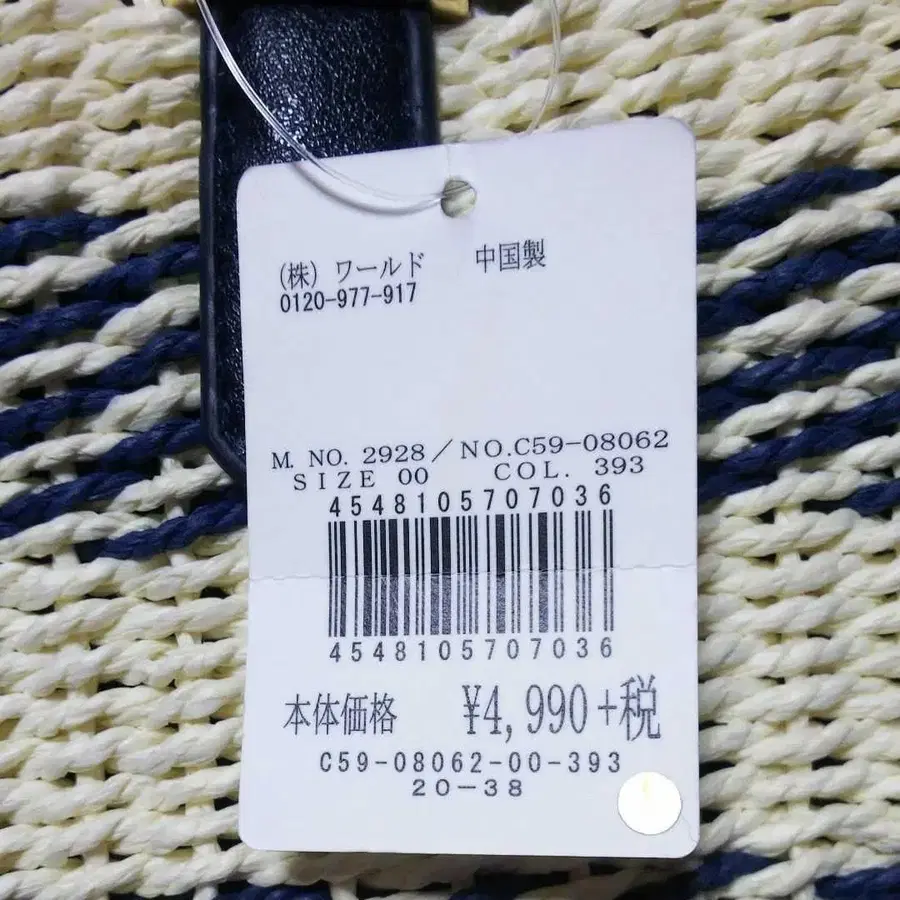 (株) ワールド 中国製
0120-977-917
M. NO. 2928/NO.C59-08062
SIZE 00 COL. 393
4548105707036
4548105707036
本体価格 ¥4,990+税
C59-08062-00-393
20-38